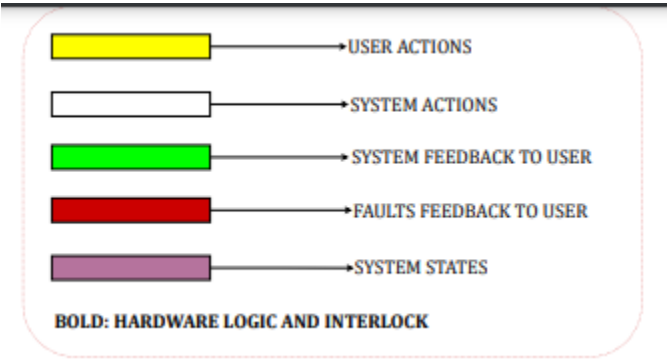 USER ACTIONS
SYSTEM ACTIONS
SYSTEM FEEDBACK TO USER
FAULTS FEEDBACK TO USER
SYSTEM STATES
BOLD: HARDWARE LOGIC AND INTERLOCK